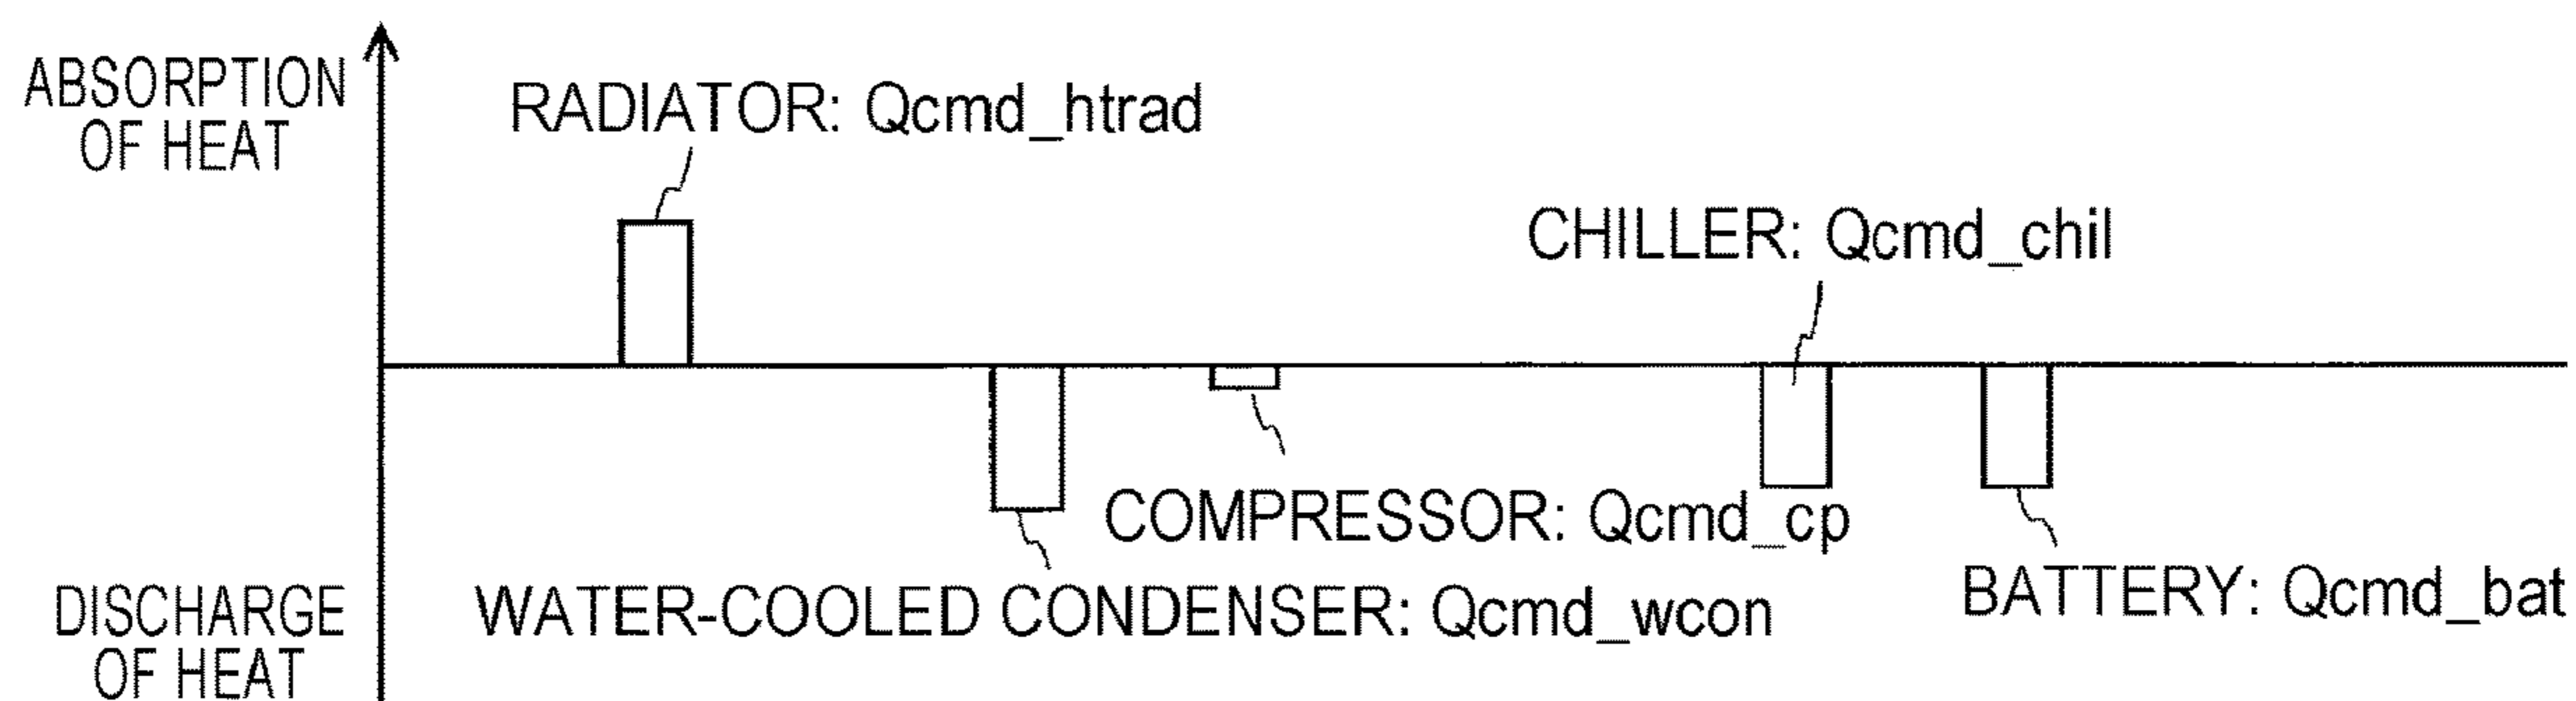 ABSORPTION
OF HEAT
RADIATOR: Qcmd_htrad
CHILLER: Qcmd_chil
COMPRESSOR: Qcmd_cp
WATER-COOLED CONDENSER: Qcmd_wcon
BATTERY: Qcmd_bat
DISCHARGE
OF HEAT